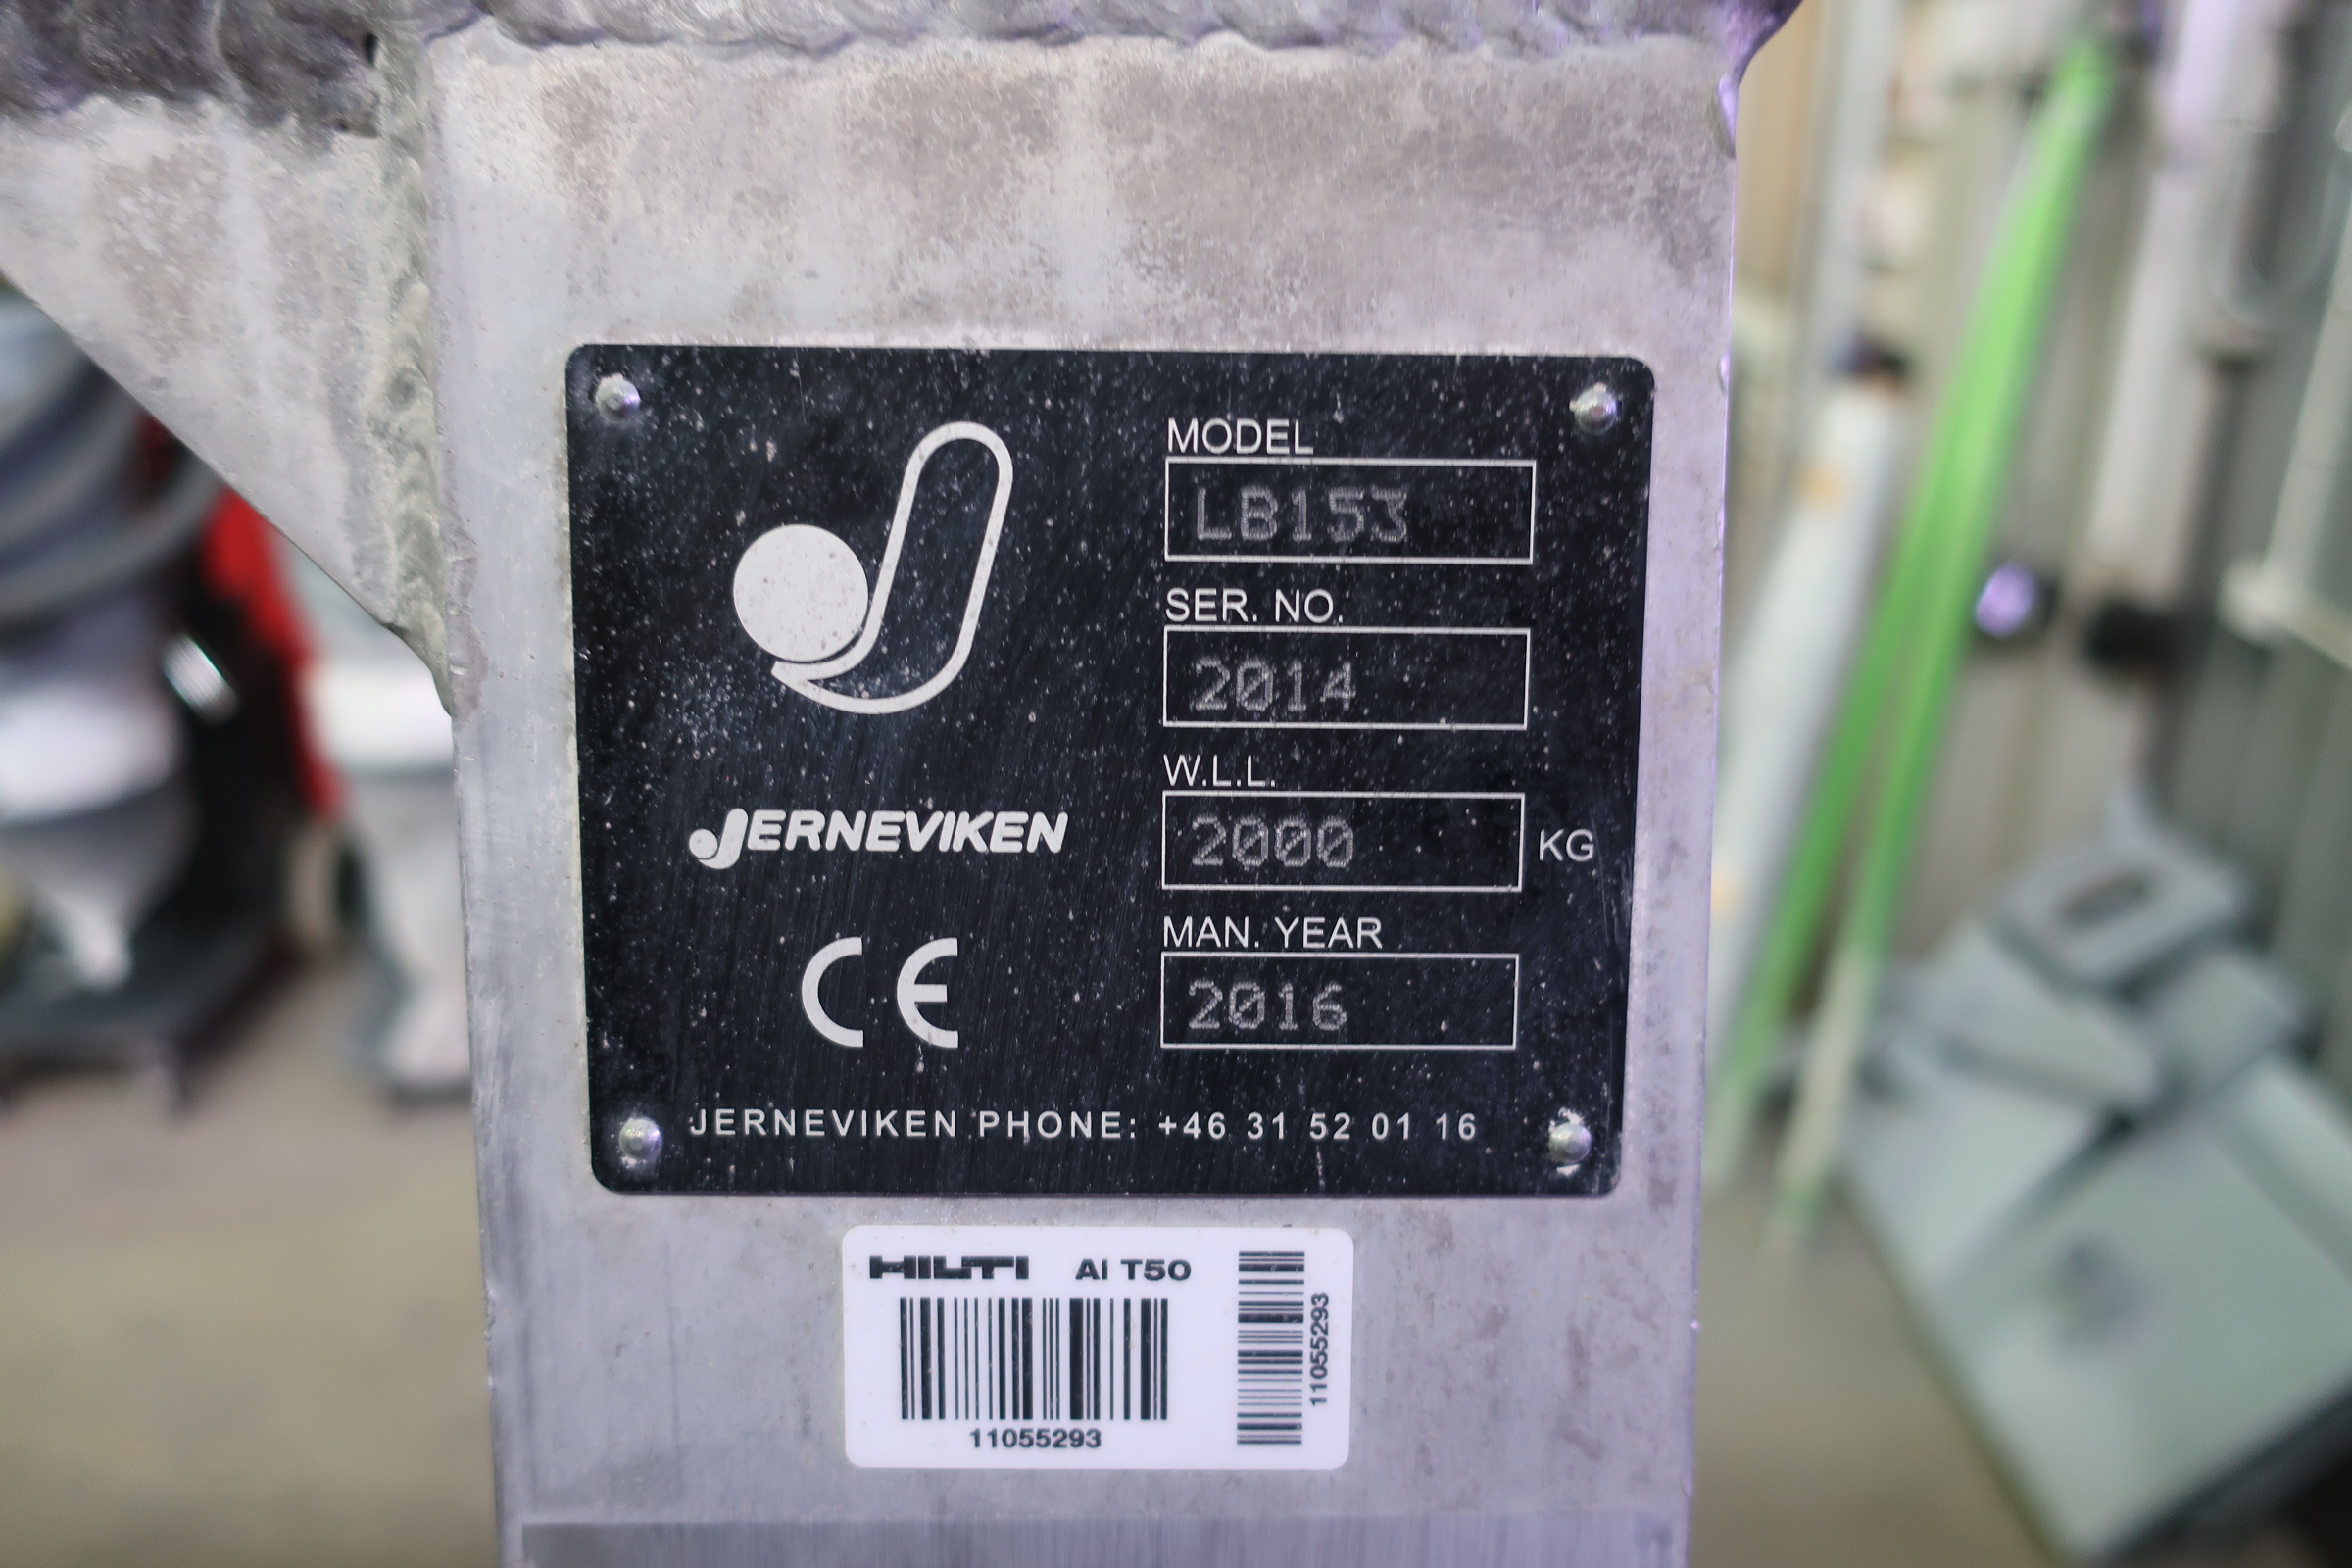 MODEL
LB153
SER. NO.
2014
W.L.L.
2000 KG
MAN. YEAR
2016
JERNEVIKEN
CE
JERNEVIKEN PHONE: +46 31 52 01 16
HILTI AI T50
11055293
11055293